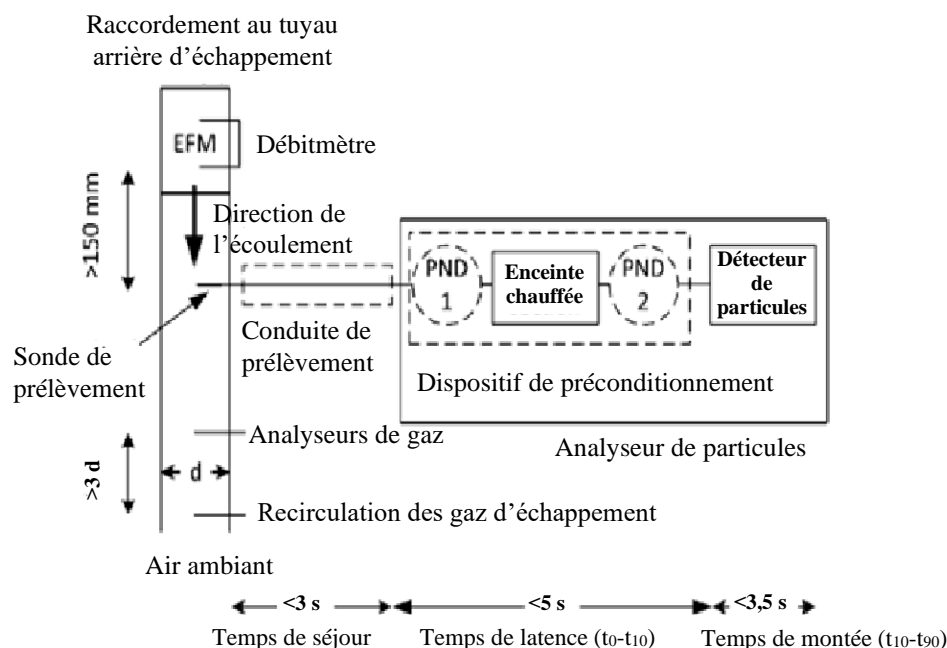 Raccordement au tuyau
arrière d’échappement
EFM
Débitmètre
>150 mm
Direction de
l’écoulement
PND
1
Enceinte
chauffée
PND
2
Détecteur
de
particules
Sonde de
prélèvement
Conduite de
prélèvement
Dispositif de préconditionnement
Analyseurs de gaz
Analyseur de particules
>3 d
d
Recirculation des gaz d’échappement
Air ambiant
<3 s
<5 s
<3,5 s
Temps de séjour
Temps de latence (t0-t10)
Temps de montée (t10-t90)